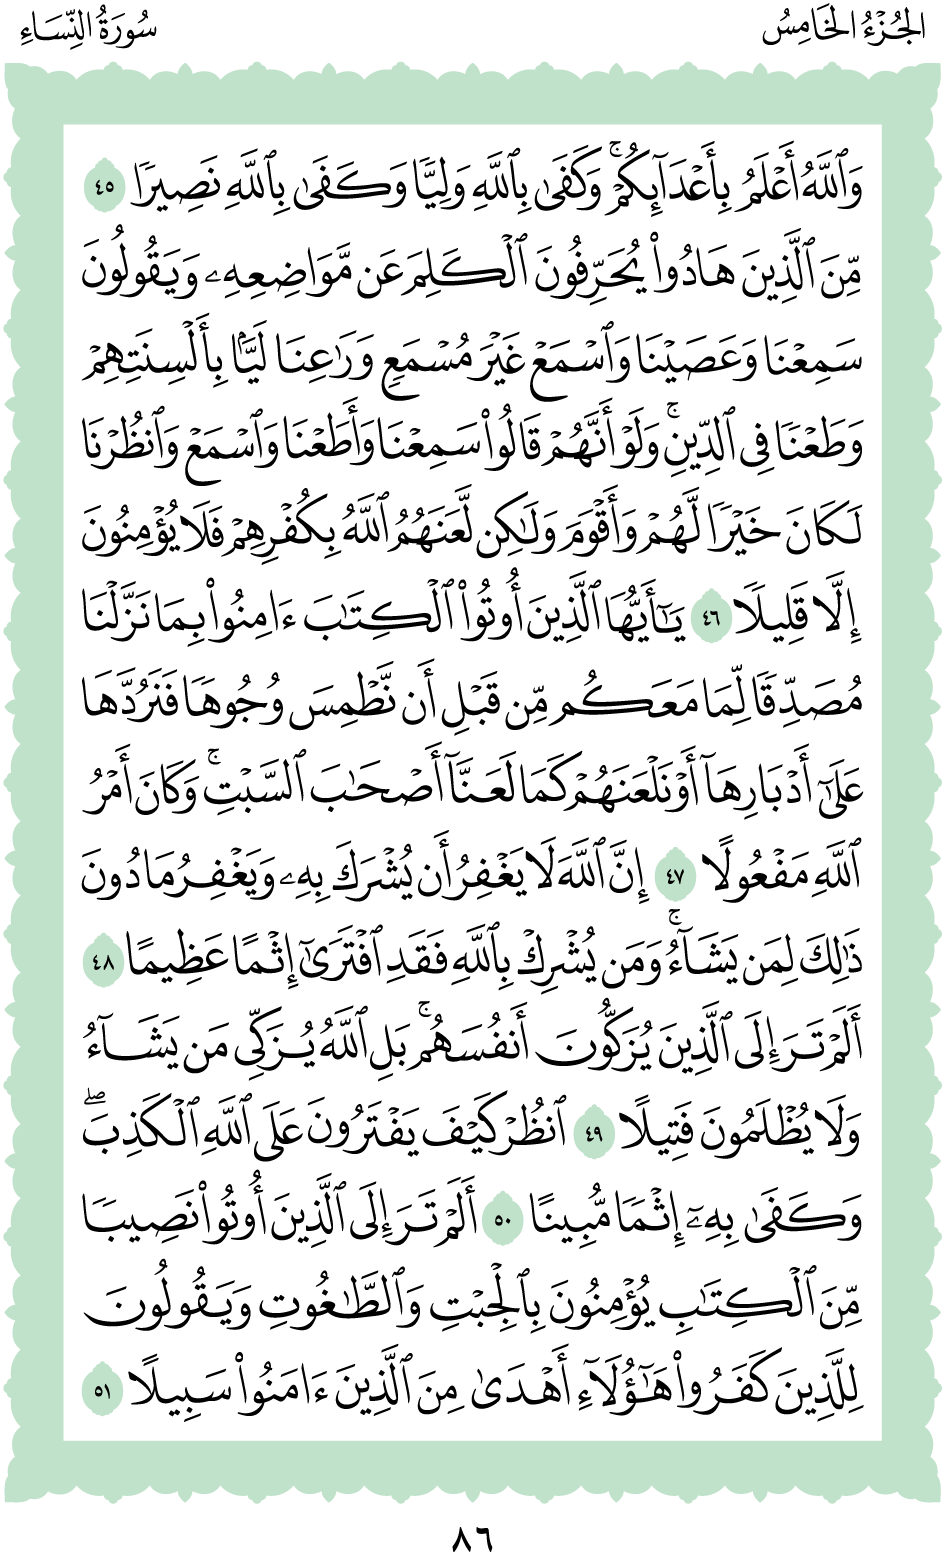 الجُزْءُ الخَامِسُ
سُورَةُ النِّسَاءِ
وَٱللَّهُ أَعۡلَمُ بِأَعۡدَآئِكُمۡۚ وَكَفَىٰ بِٱللَّهِ وَلِيّٗا وَكَفَىٰ بِٱللَّهِ نَصِيرٗا ٤٥
مِّنَ ٱلَّذِينَ هَادُواْ يُحَرِّفُونَ ٱلۡكَلِمَ عَن مَّوَاضِعِهِۦ وَيَقُولُونَ
سَمِعۡنَا وَعَصَيۡنَا وَٱسۡمَعۡ غَيۡرَ مُسۡمَعٖ وَرَٰعِنَا لَيَّۢا بِأَلۡسِنَتِهِمۡ
وَطَعۡنٗا فِي ٱلدِّينِۚ وَلَوۡ أَنَّهُمۡ قَالُواْ سَمِعۡنَا وَأَطَعۡنَا وَٱسۡمَعۡ وَٱنظُرۡنَا
لَكَانَ خَيۡرٗا لَّهُمۡ وَأَقۡوَمَ وَلَٰكِن لَّعَنَهُمُ ٱللَّهُ بِكُفۡرِهِمۡ فَلَا يُؤۡمِنُونَ
إِلَّا قَلِيلٗا ٤٦ يَٰٓأَيُّهَا ٱلَّذِينَ أُوتُواْ ٱلۡكِتَٰبَ ءَامِنُواْ بِمَا نَزَّلۡنَا
مُصَدِّقٗا لِّمَا مَعَكُم مِّن قَبۡلِ أَن نَّطۡمِسَ وُجُوهٗا فَنَرُدَّهَا
عَلَىٰٓ أَدۡبَارِهَآ أَوۡ نَلۡعَنَهُمۡ كَمَا لَعَنَّآ أَصۡحَٰبَ ٱلسَّبۡتِۚ وَكَانَ أَمۡرُ
ٱللَّهِ مَفۡعُولًا ٤٧ إِنَّ ٱللَّهَ لَا يَغۡفِرُ أَن يُشۡرَكَ بِهِۦ وَيَغۡفِرُ مَا دُونَ
ذَٰلِكَ لِمَن يَشَآءُۚ وَمَن يُشۡرِكۡ بِٱللَّهِ فَقَدِ ٱفۡتَرَىٰٓ إِثۡمًا عَظِيمًا ٤٨
أَلَمۡ تَرَ إِلَى ٱلَّذِينَ يُزَكُّونَ أَنفُسَهُمۚ بَلِ ٱللَّهُ يُزَكِّي مَن يَشَآءُ
وَلَا يُظۡلَمُونَ فَتِيلًا ٤٩ ٱنظُرۡ كَيۡفَ يَفۡتَرُونَ عَلَى ٱللَّهِ ٱلۡكَذِبَۖ
وَكَفَىٰ بِهِۦٓ إِثۡمٗا مُّبِينًا ٥٠ أَلَمۡ تَرَ إِلَى ٱلَّذِينَ أُوتُواْ نَصِيبٗا
مِّنَ ٱلۡكِتَٰبِ يُؤۡمِنُونَ بِٱلۡجِبۡتِ وَٱلطَّٰغُوتِ وَيَقُولُونَ
لِلَّذِينَ كَفَرُواْ هَٰٓؤُلَآءِ أَهۡدَىٰ مِنَ ٱلَّذِينَ ءَامَنُواْ سَبِيلًا ٥١
٨٦